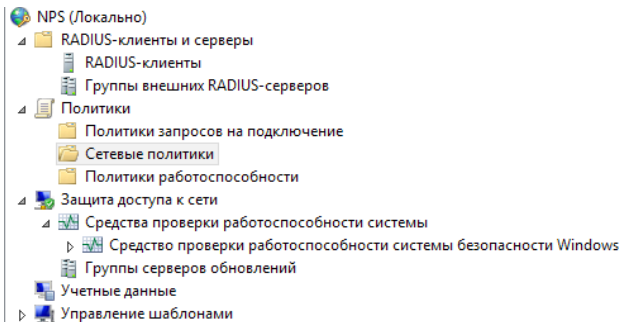 NPS (Локально)
RADIUS-клиенты и серверы
RADIUS-клиенты
Группы внешних RADIUS-серверов
Политики
Политики запросов на подключение
Сетевые политики
Политики работоспособности
Защита доступа к сети
Средства проверки работоспособности системы
Средство проверки работоспособности системы безопасности Windows
Группы серверов обновлений
Учетные данные
Управление шаблонами